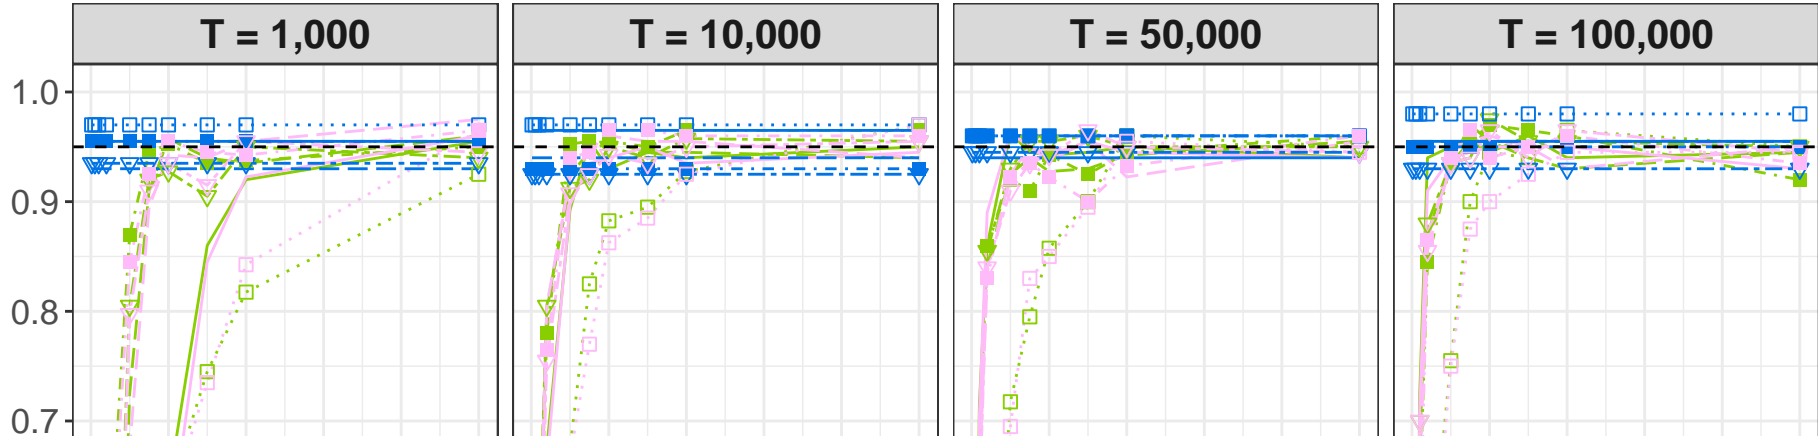 T = 1,000
T = 10,000
T = 50,000
T = 100,000
1.0
0.9
0.8
0.7